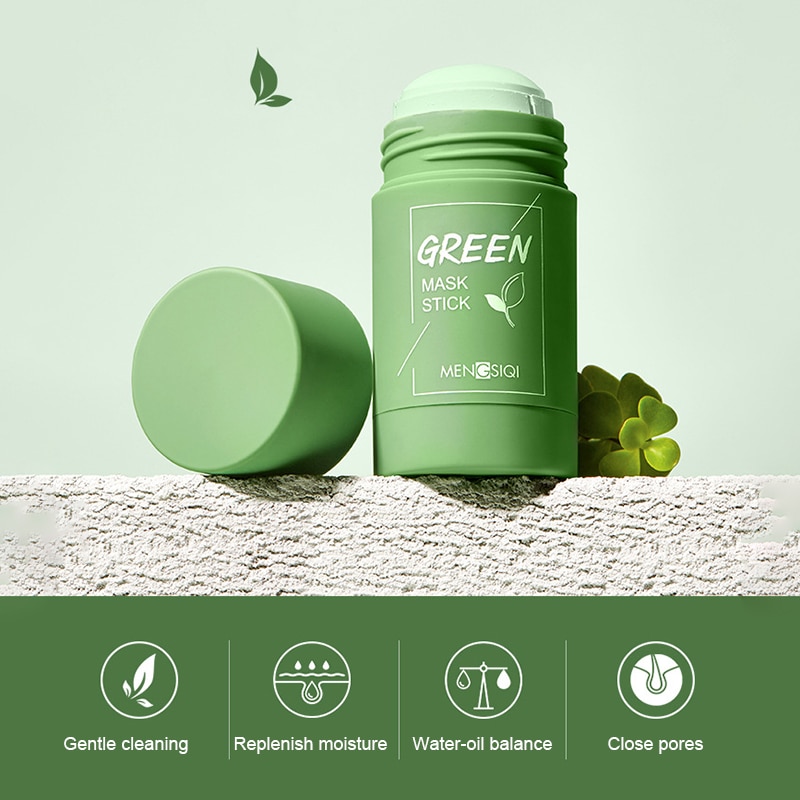 GREEN
MASK
STICK
MENGSIQI
Gentle cleaning
Replenish moisture
Water-oil balance
Close pores